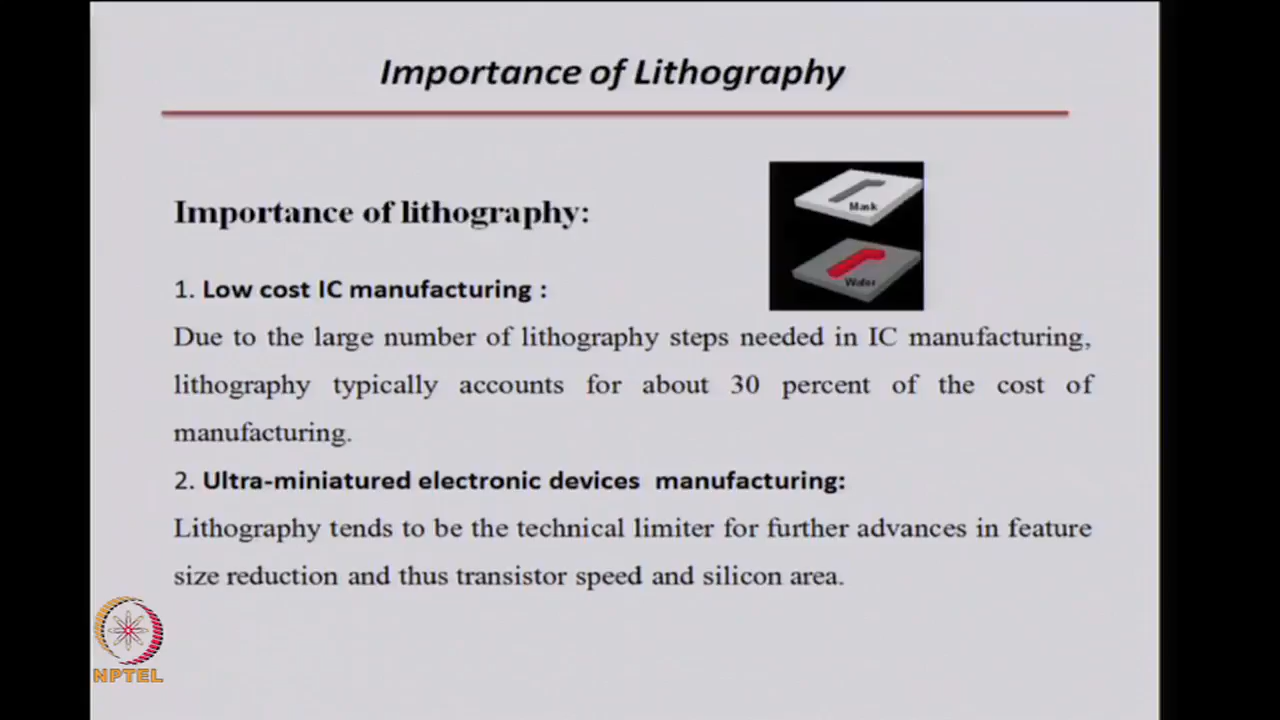 Importance of Lithography
Mask
Wafer
Importance of lithography:
1. Low cost IC manufacturing :
Due to the large number of lithography steps needed in IC manufacturing,
lithography typically accounts for about 30 percent of the cost of
manufacturing.
2. Ultra-miniatured electronic devices manufacturing:
Lithography tends to be the technical limiter for further advances in feature
size reduction and thus transistor speed and silicon area.
NPTEL